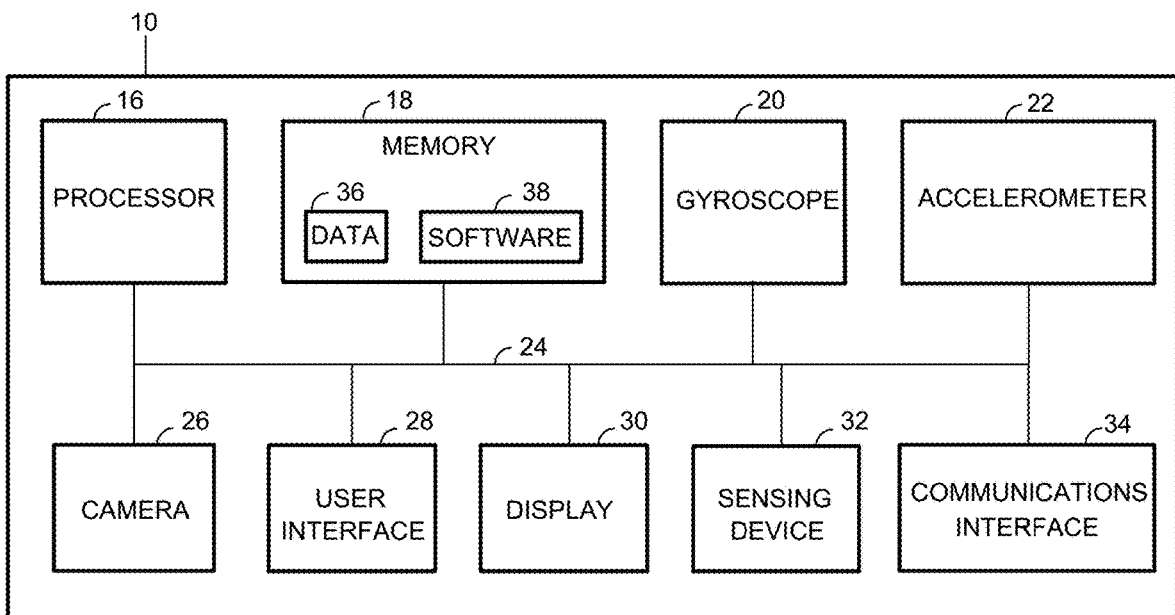 10
16
18
20
22
PROCESSOR
MEMORY
36
38
DATA
SOFTWARE
GYROSCOPE
ACCELEROMETER
24
26
28
30
32
34
CAMERA
USER
INTERFACE
DISPLAY
SENSING
DEVICE
COMMUNICATIONS
INTERFACE